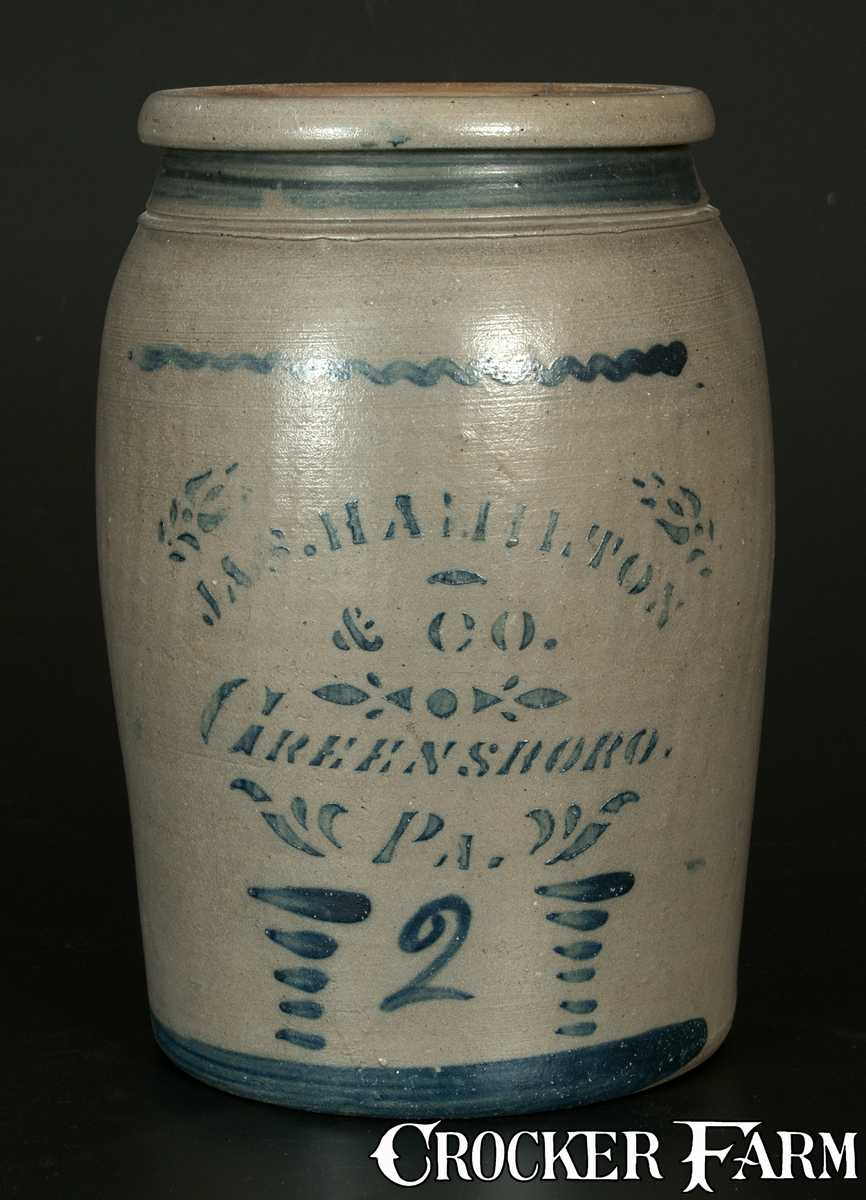 JAS. HAMILTON
& CO.
GREENSBORO.
PA.
2
CROCKER FARM